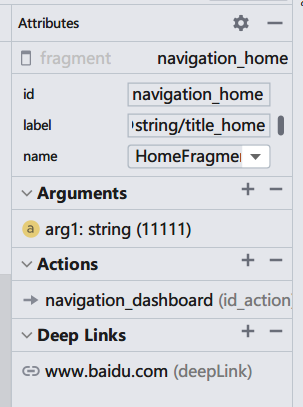 Attributes
fragment navigation_home
id navigation_home
label string/title_home
name HomeFragme
Arguments
a arg1: string (11111)
Actions
navigation_dashboard (id_action
Deep Links
www.baidu.com (deepLink)